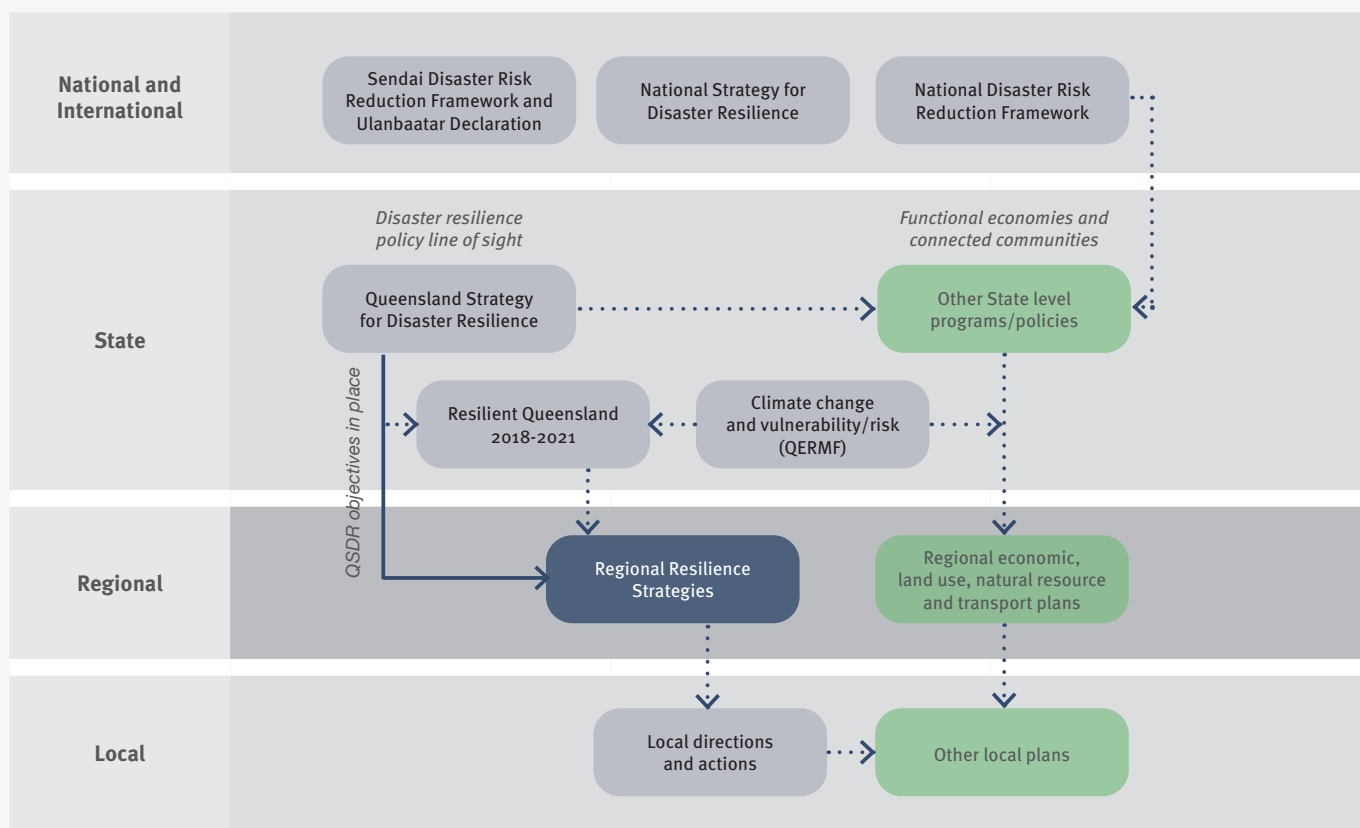 National and
International
Sendai Disaster Risk
Reduction Framework and
Ulanbaatar Declaration
National Strategy for
Disaster Resilience
National Disaster Risk
Reduction Framework
State
Disaster resilience
policy line of sight
Functional economies and
connected communities
Queensland Strategy
for Disaster Resilience
Other State level
programs/policies
QSDR objectives in place
Resilient Queensland
2018-2021
Climate change
and vulnerability/risk
(QERMF)
Regional
Regional Resilience
Strategies
Regional economic,
land use, natural resource
and transport plans
Local
Local directions
and actions
Other local plans